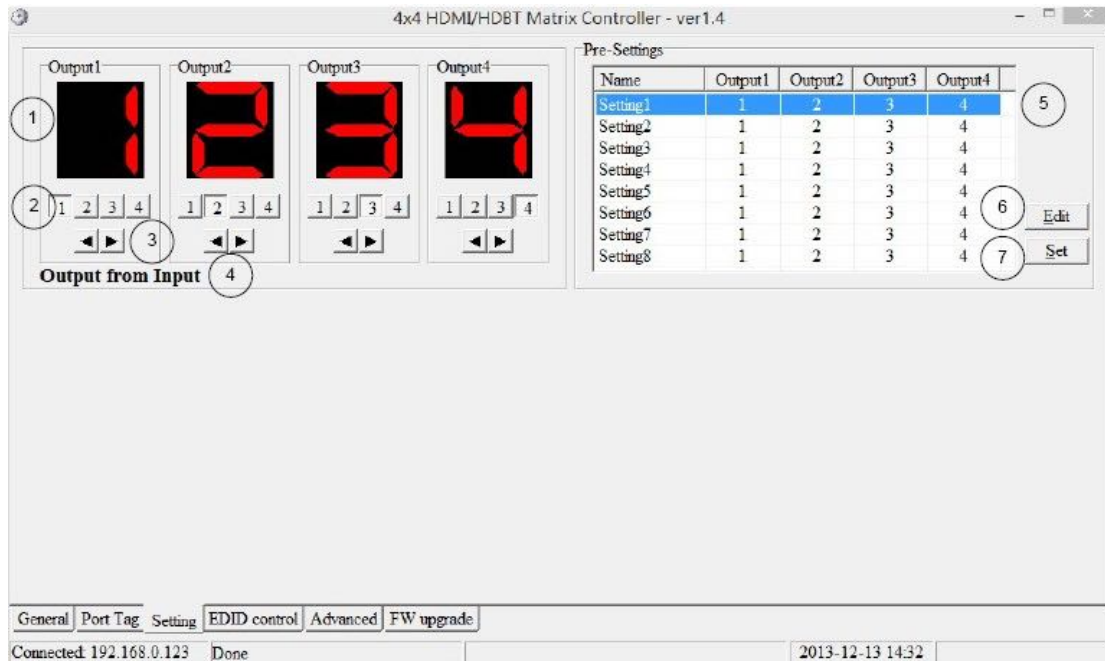 4x4 HDMI/HDBT Matrix Controller - ver1.4
Output1 Output2 Output3 Output4
1 2 3 4
1
2
1 2 3 4 1 2 3 4 1 2 3 4 1 2 3 4
◀ ▶ 3 ◀ ▶ ◀ ▶ ◀ ▶
Output from Input 4
Pre-Settings
Name Output1 Output2 Output3 Output4
Setting1 1 2 3 4
Setting2 1 2 3 4
Setting3 1 2 3 4
Setting4 1 2 3 4
Setting5 1 2 3 4
Setting6 1 2 3 4
Setting7 1 2 3 4
Setting8 1 2 3 4
5
6 Edit
7 Set
General Port Tag Setting EDID control Advanced FW upgrade
Connected: 192.168.0.123 Done 2013-12-13 14:32